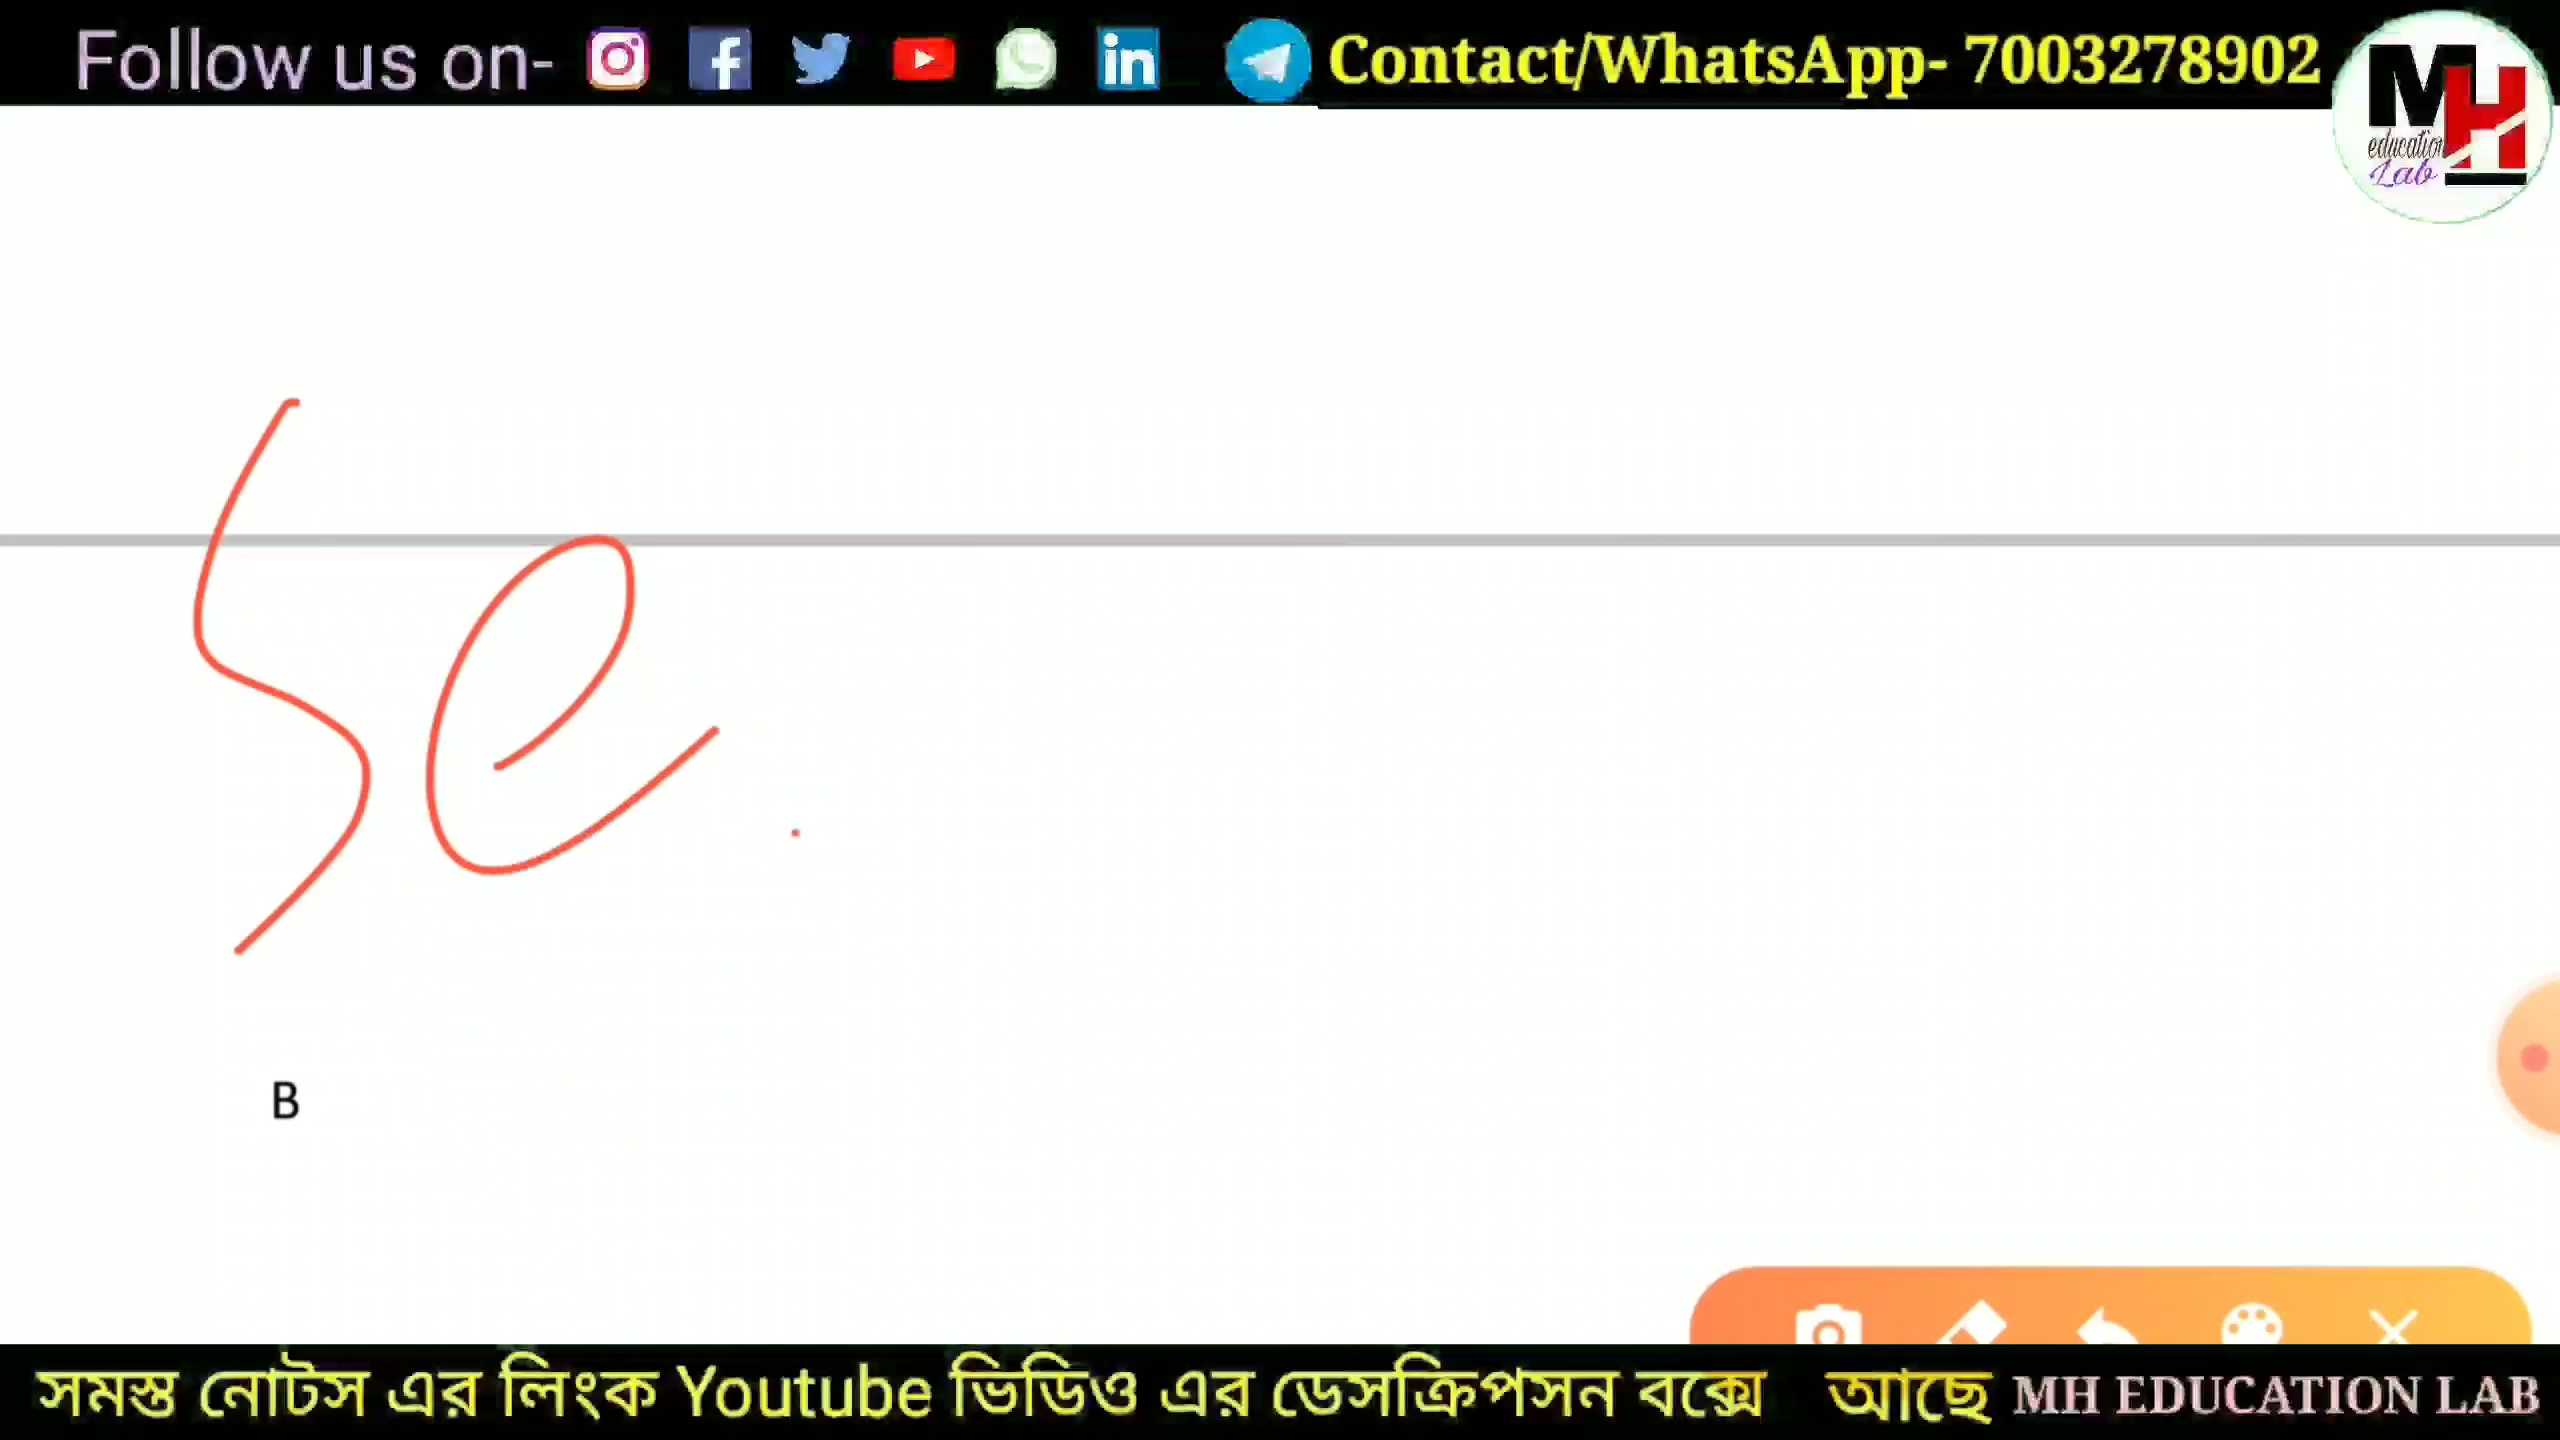 Follow us on- Contact/WhatsApp- 7003278902
MH
education
Lab
Se
B
সমস্ত নোটস এর লিংক Youtube ভিডিও এর ডেসক্রিপসন বক্সে আছে MH EDUCATION LAB